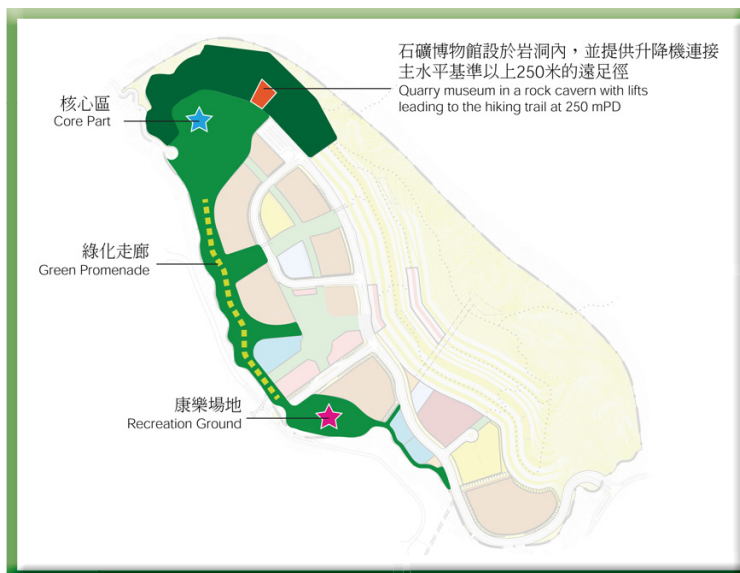 石礦博物館設於岩洞內，並提供升降機連接
主水平基準以上250米的遠足徑
Quarry museum in a rock cavern with lifts
leading to the hiking trail at 250 mPD
核心區
Core Part
綠化走廊
Green Promenade
康樂場地
Recreation Ground